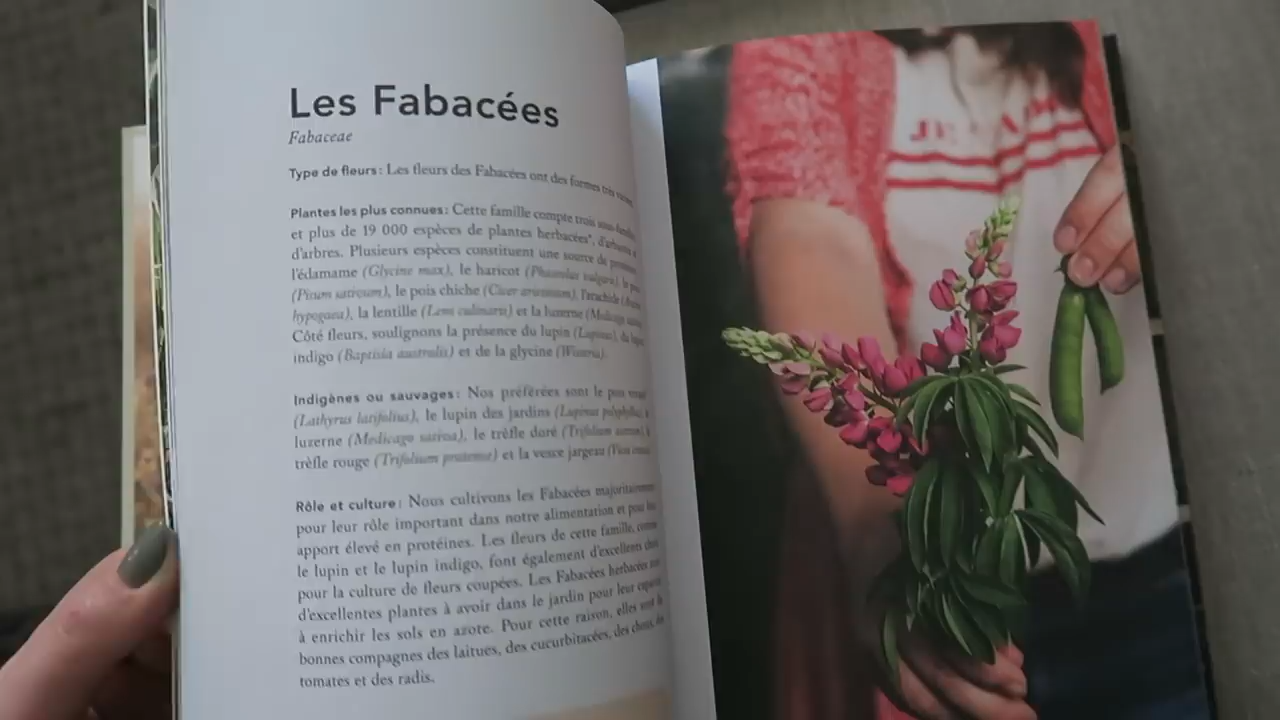 Les Fabacées
Fabaceae
Type de fleurs : Les fleurs des Fabacées ont des formes très variées
Plantes les plus connues : Cette famille compte trois sous-familles
et plus de 19 000 espèces de plantes herbacées*, d'arbustes
d'arbres. Plusieurs espèces constituent une source de protéines
l'édamame (Glycine max), le haricot (Phaseolus vulgaris), le pois
(Pisum sativum), le pois chiche (Cicer arietinum), l'arachide
hypogaea), la lentille (Lens culinaris) et la luzerne (Medicago
Côté fleurs, soulignons la présence du lupin (Lupinus), du lupin
indigo (Baptisia australis) et de la glycine (Wisteria).
Indigènes ou sauvages : Nos préférées sont le pois
(Lathyrus latifolius), le lupin des jardins (Lupinus polyphyllus)
luzerne (Medicago sativa), le trèfle doré (Trifolium
trèfle rouge (Trifolium pratense) et la vesce jargeau (Vicia
Rôle et culture : Nous cultivons les Fabacées majoritairement
pour leur rôle important dans notre alimentation et pour leur
apport élevé en protéines. Les fleurs de cette famille, comme
le lupin et le lupin indigo, font également d'excellents choix
pour la culture de fleurs coupées. Les Fabacées herbacées sont
d'excellentes plantes à avoir dans le jardin pour leur capacité
à enrichir les sols en azote. Pour cette raison, elles sont de
bonnes compagnes des laitues, des cucurbitacées, des choux, des
tomates et des radis.